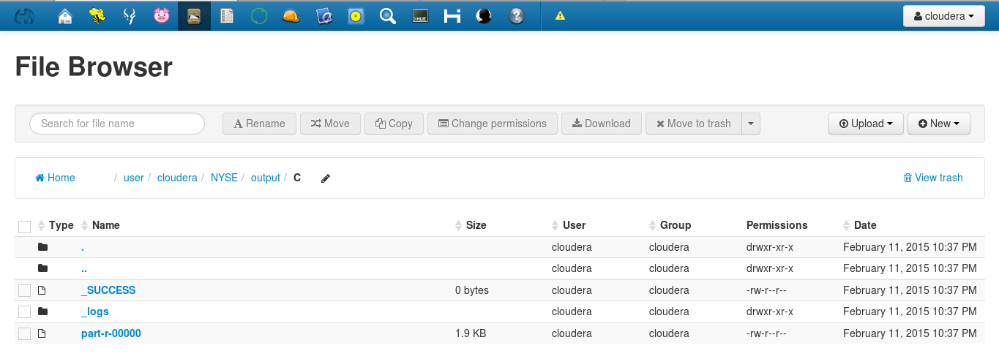 cloudera
File Browser
Search for file name Rename Move Copy Change permissions Download Move to trash Upload New
Home / user / cloudera / NYSE / output / C View trash
Type Name Size User Group Permissions Date
. cloudera cloudera drwxr-xr-x February 11, 2015 10:37 PM
.. cloudera cloudera drwxr-xr-x February 11, 2015 10:37 PM
_SUCCESS 0 bytes cloudera cloudera -rw-r--r-- February 11, 2015 10:37 PM
_logs cloudera cloudera drwxr-xr-x February 11, 2015 10:37 PM
part-r-00000 1.9 KB cloudera cloudera -rw-r--r-- February 11, 2015 10:37 PM